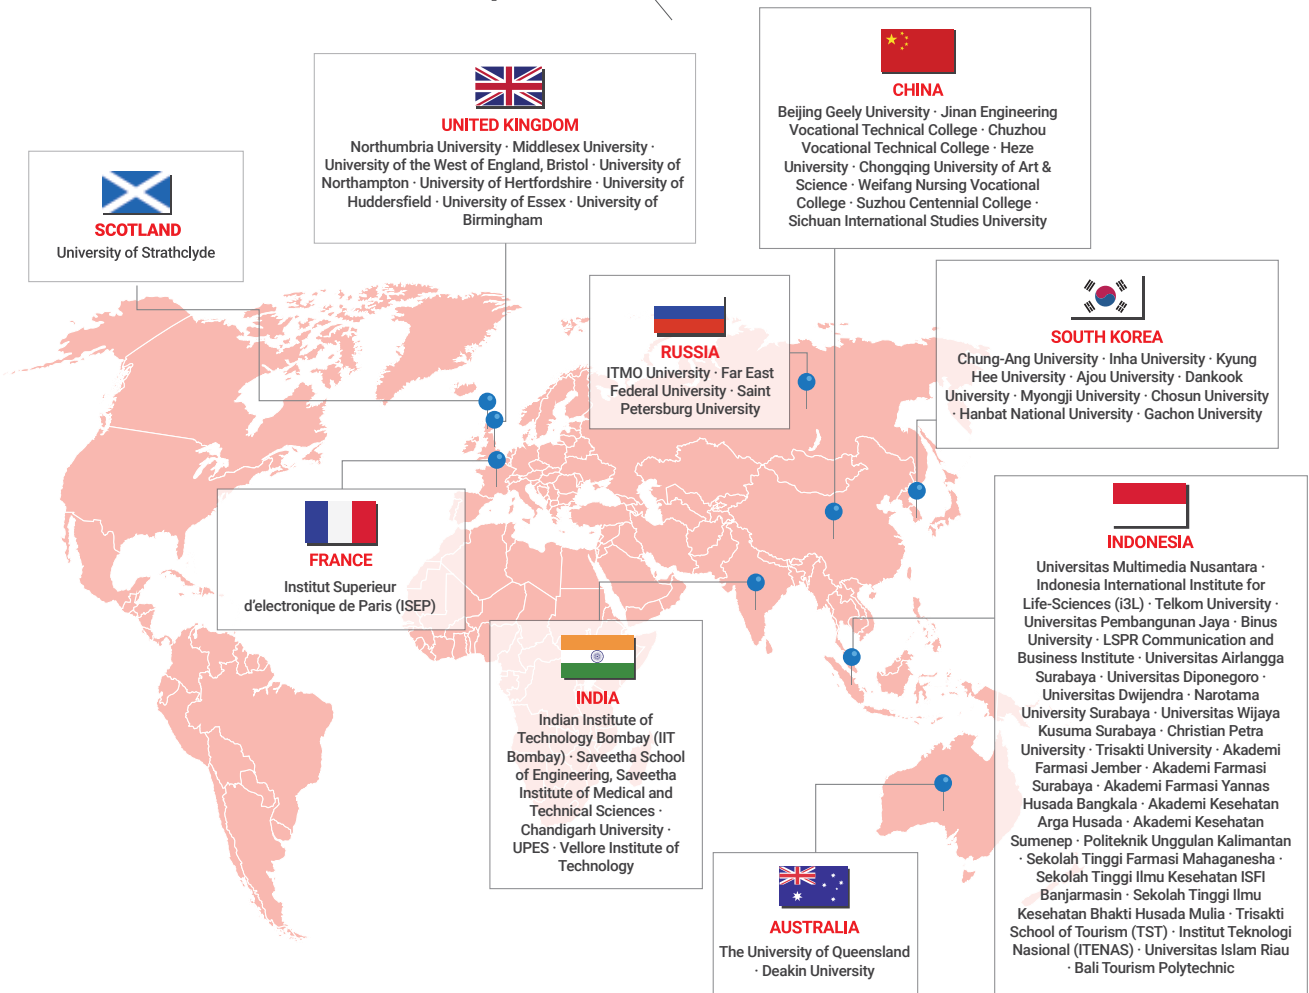 CHINA
Beijing Geely University · Jinan Engineering
Vocational Technical College · Chuzhou
Vocational Technical College · Heze
University · Chongqing University of Art &
Science · Weifang Nursing Vocational
College · Suzhou Centennial College ·
Sichuan International Studies University
UNITED KINGDOM
Northumbria University · Middlesex University ·
University of the West of England, Bristol · University of
Northampton · University of Hertfordshire · University of
Huddersfield · University of Essex · University of
Birmingham
SCOTLAND
University of Strathclyde
RUSSIA
ITMO University · Far East
Federal University · Saint
Petersburg University
SOUTH KOREA
Chung-Ang University · Inha University · Kyung
Hee University · Ajou University · Dankook
University · Myongji University · Chosun University
· Hanbat National University · Gachon University
FRANCE
Institut Superieur
d'electronique de Paris (ISEP)
INDONESIA
Universitas Multimedia Nusantara ·
Indonesia International Institute for
Life-Sciences (i3L) · Telkom University ·
Universitas Pembangunan Jaya · Binus
University · LSPR Communication and
Business Institute · Universitas Airlangga
Surabaya · Universitas Diponegoro ·
Universitas Dwijendra · Narotama
University Surabaya · Universitas Wijaya
Kusuma Surabaya · Christian Petra
University · Trisakti University · Akademi
Farmasi Jember · Akademi Farmasi
Surabaya · Akademi Farmasi Yannas
Husada Bangkala · Akademi Kesehatan
Arga Husada · Akademi Kesehatan
Sumenep · Politeknik Unggulan Kalimantan
· Sekolah Tinggi Farmasi Mahaganesha ·
Sekolah Tinggi Ilmu Kesehatan ISFI
Banjarmasin · Sekolah Tinggi Ilmu
Kesehatan Bhakti Husada Mulia · Trisakti
School of Tourism (TST) · Institut Teknologi
Nasional (ITENAS) · Universitas Islam Riau
· Bali Tourism Polytechnic
INDIA
Indian Institute of
Technology Bombay (IIT
Bombay) · Saveetha School
of Engineering, Saveetha
Institute of Medical and
Technical Sciences ·
Chandigarh University ·
UPES · Vellore Institute of
Technology
AUSTRALIA
The University of Queensland
· Deakin University